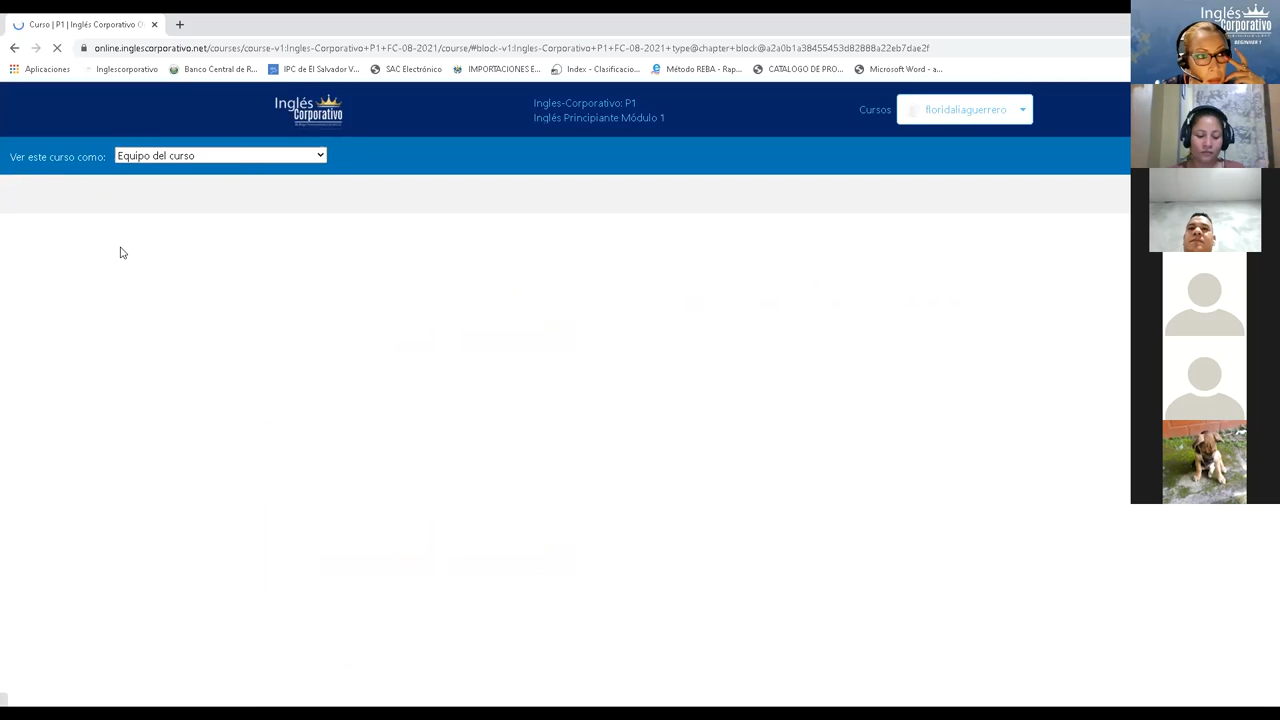 Curso | P1 | Inglés Corporativo O
online.inglescorporativo.net/courses/course-v1:Ingles-Corporativo+P1+FC-08-2021/course/#block-v1:Ingles-Corporativo+P1+FC-08-2021+type@chapter+block@a2a0b1a38f455453d82888a22eb7dae2f
Aplicaciones
Inglescorporativo
Banco Central de R...
IPC de El Salvador V...
SAC Electrónico
IMPORTACIONES E...
Index - Clasificacio...
Método REBA - Rap...
CATALOGO DE PRO...
Microsoft Word - a...
Inglés
Corporativo
Ingles-Corporativo: P1
Inglés Principiante Módulo 1
Cursos
floridaliaguerrero
Ver este curso como:
Equipo del curso
Inglés
Corporativo
BEGINNER 1